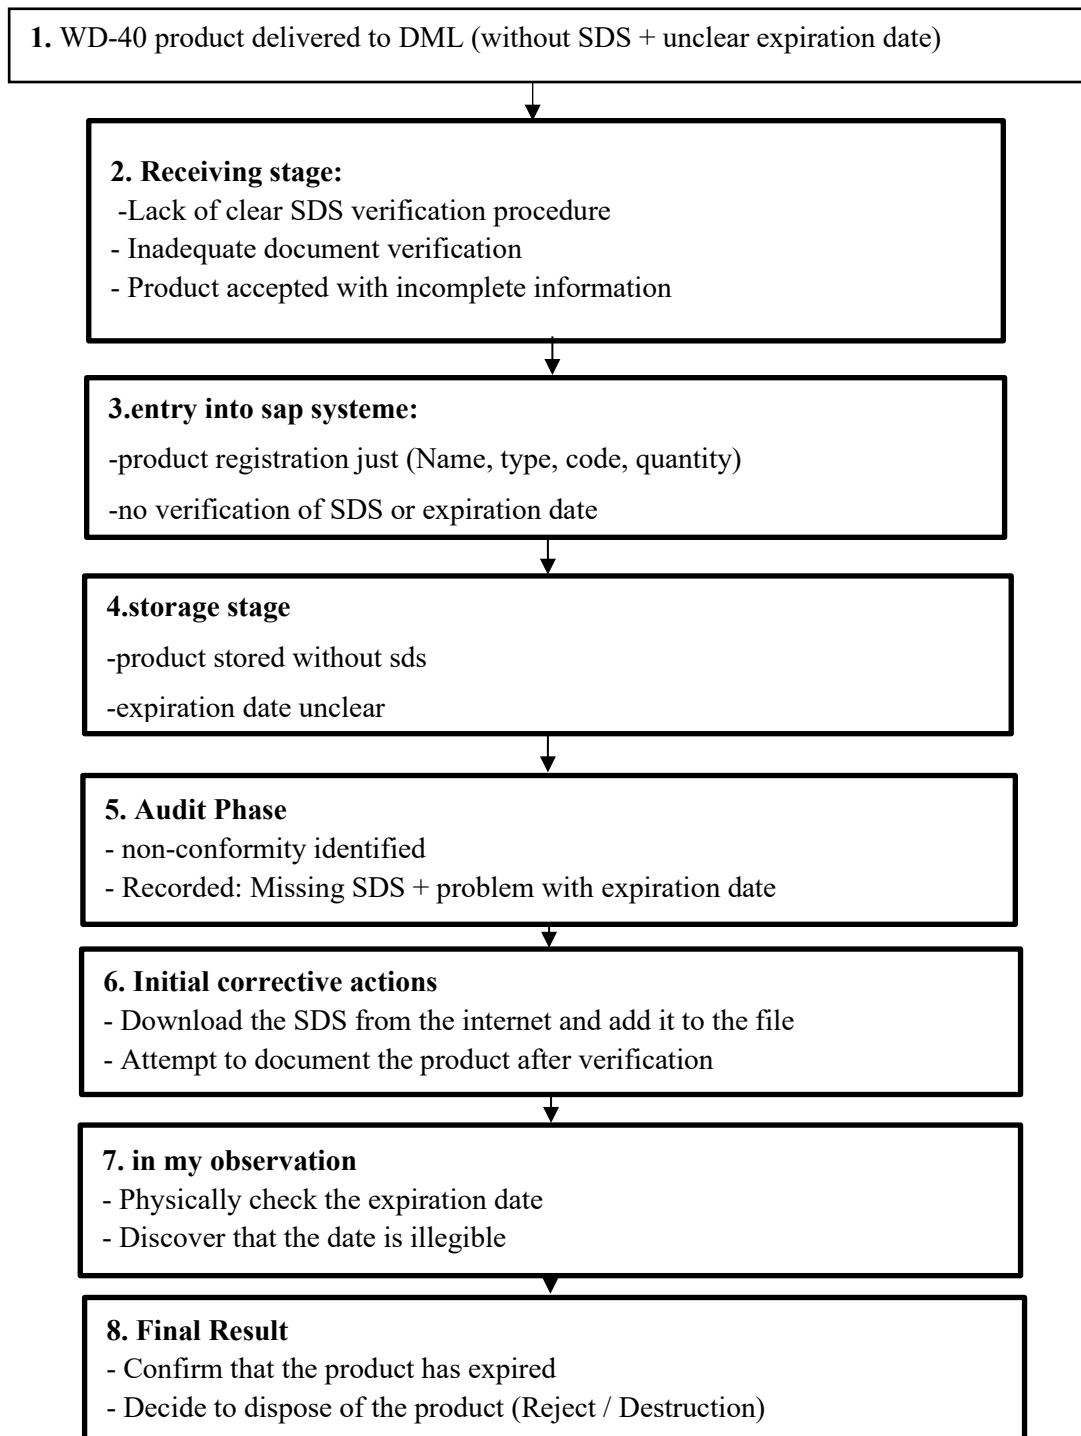 1. WD-40 product delivered to DML (without SDS + unclear expiration date)
2. Receiving stage:
-Lack of clear SDS verification procedure
- Inadequate document verification
- Product accepted with incomplete information
3.entry into sap systeme:
-product registration just (Name, type, code, quantity)
-no verification of SDS or expiration date
4.storage stage
-product stored without sds
-expiration date unclear
5. Audit Phase
- non-conformity identified
- Recorded: Missing SDS + problem with expiration date
6. Initial corrective actions
- Download the SDS from the internet and add it to the file
- Attempt to document the product after verification
7. in my observation
- Physically check the expiration date
- Discover that the date is illegible
8. Final Result
- Confirm that the product has expired
- Decide to dispose of the product (Reject / Destruction)